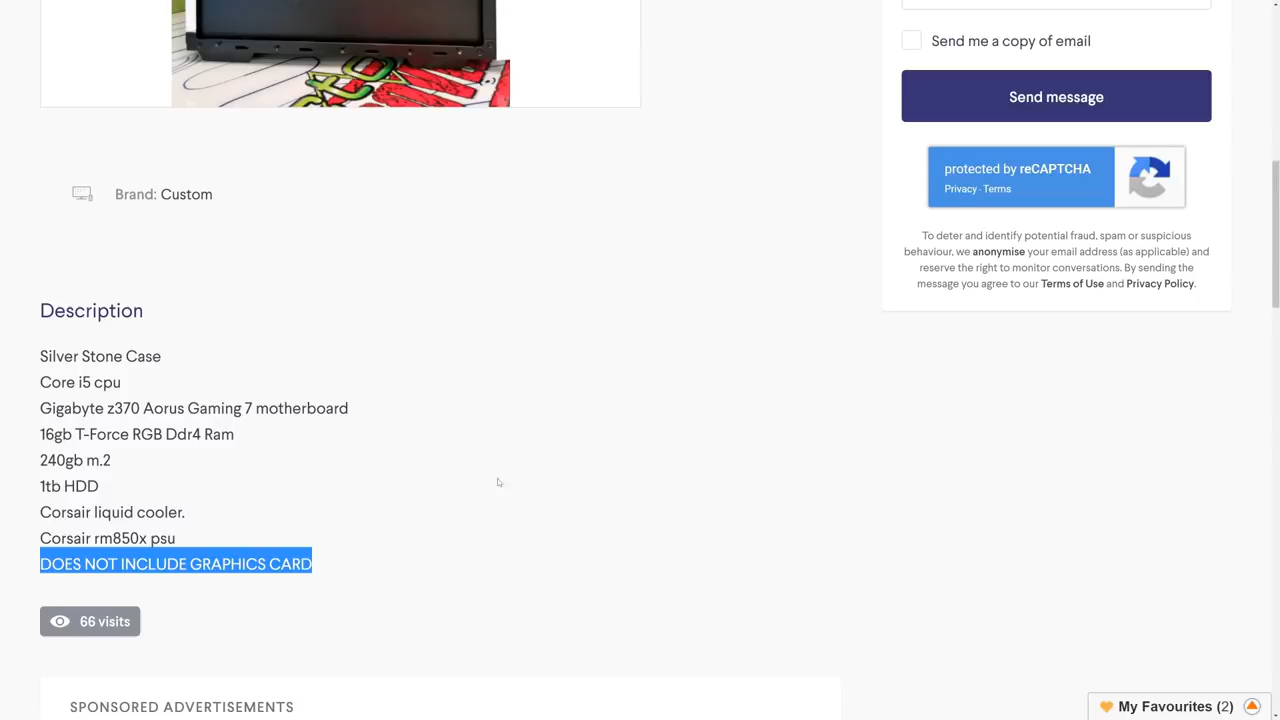 Send me a copy of email
Send message
protected by reCAPTCHA
Privacy - Terms
To deter and identify potential fraud, spam or suspicious
behaviour, we anonymise your email address (as applicable) and
reserve the right to monitor conversations. By sending the
message you agree to our Terms of Use and Privacy Policy.
Brand: Custom
Description
Silver Stone Case
Core i5 cpu
Gigabyte z370 Aorus Gaming 7 motherboard
16gb T-Force RGB Ddr4 Ram
240gb m.2
1tb HDD
Corsair liquid cooler.
Corsair rm850x psu
DOES NOT INCLUDE GRAPHICS CARD
66 visits
SPONSORED ADVERTISEMENTS
My Favourites (2)